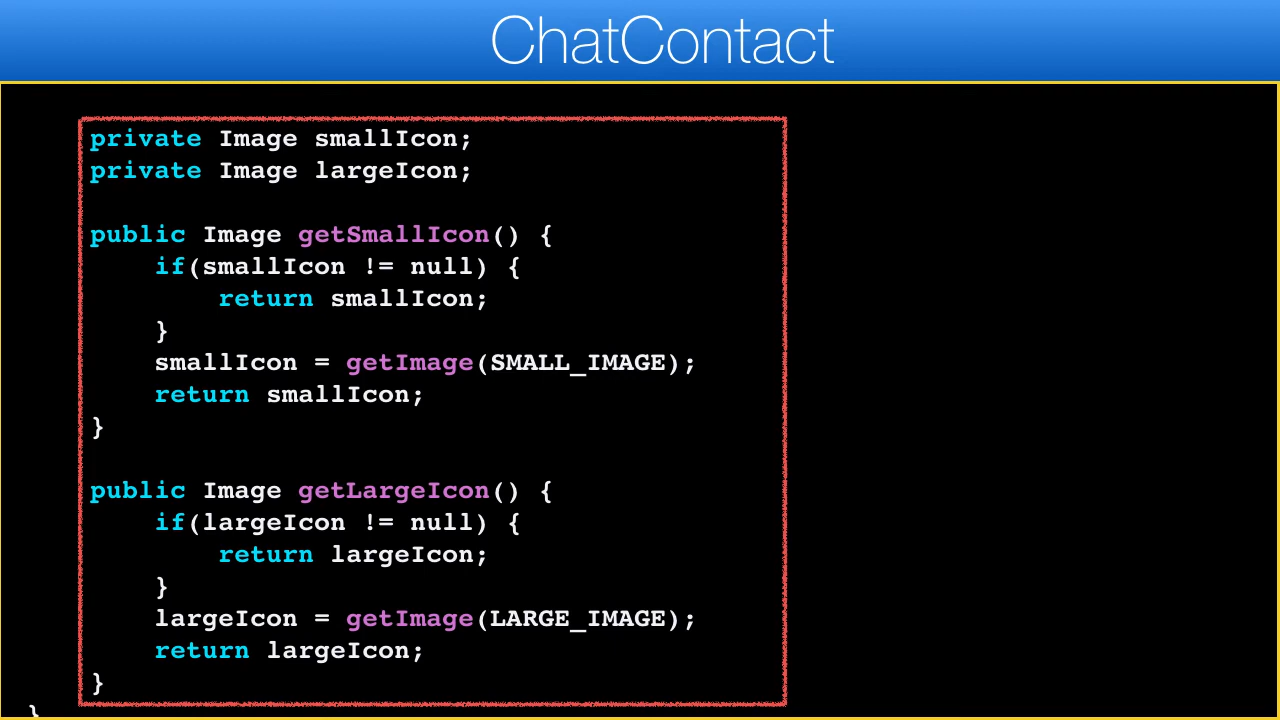 ChatContact
private Image smallIcon;
private Image largeIcon;
public Image getSmallIcon() {
if(smallIcon != null) {
return smallIcon;
}
smallIcon = getImage(SMALL_IMAGE);
return smallIcon;
}
public Image getLargeIcon() {
if(largeIcon != null) {
return largeIcon;
}
largeIcon = getImage(LARGE_IMAGE);
return largeIcon;
}
}